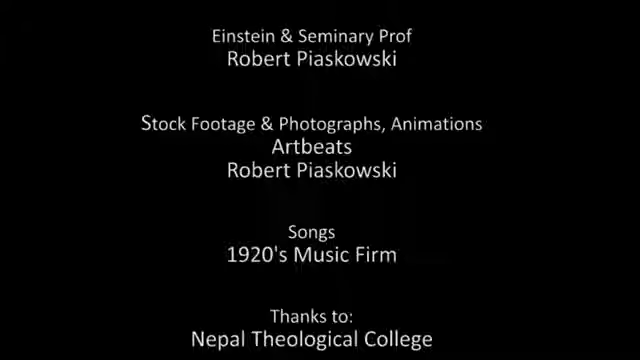 Einstein & Seminary Prof
Robert Piaskowski
Stock Footage & Photographs, Animations
Artbeats
Robert Piaskowski
Songs
1920's Music Firm
Thanks to:
Nepal Theological College